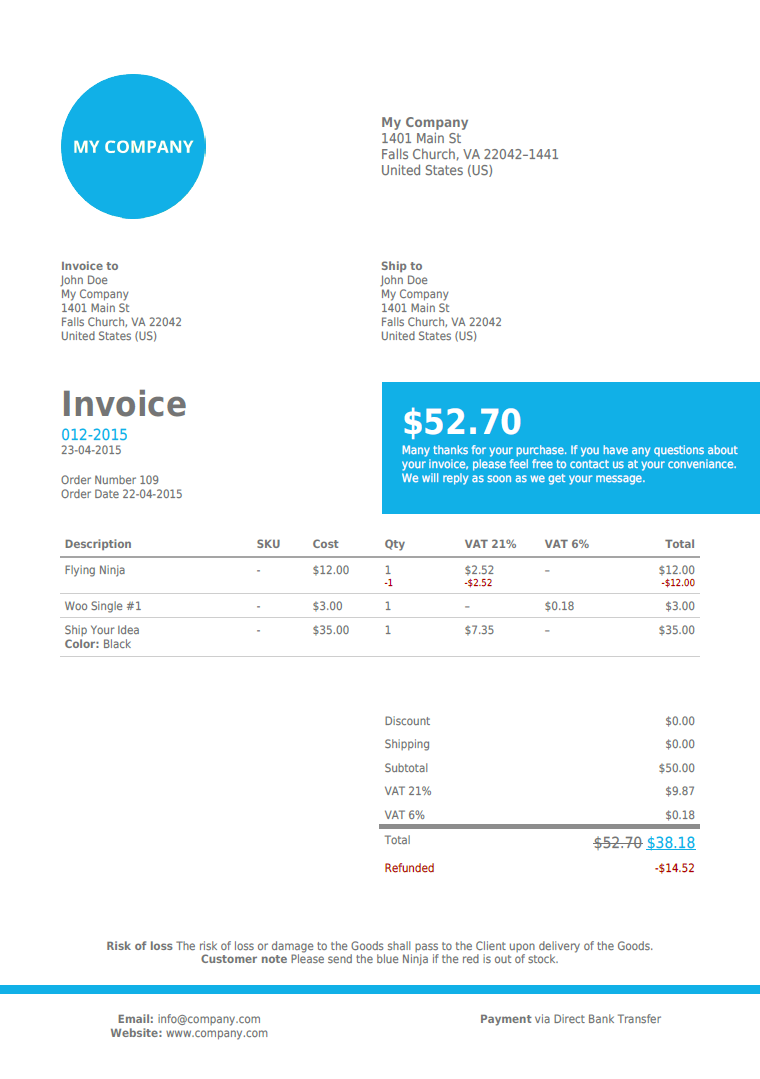 MY COMPANY
My Company
1401 Main St
Falls Church, VA 22042–1441
United States (US)
Invoice to
John Doe
My Company
1401 Main St
Falls Church, VA 22042
United States (US)
Ship to
John Doe
My Company
1401 Main St
Falls Church, VA 22042
United States (US)
Invoice
012-2015
23-04-2015
Order Number 109
Order Date 22-04-2015
$52.70
Many thanks for your purchase. If you have any questions about
your invoice, please feel free to contact us at your conveniance.
We will reply as soon as we get your message.
Description SKU Cost Qty VAT 21% VAT 6% Total
Flying Ninja - $12.00 1 $2.52 – $12.00
-1 -$2.52 -$12.00
Woo Single #1 - $3.00 1 – $0.18 $3.00
Ship Your Idea - $35.00 1 $7.35 – $35.00
Color: Black
Discount $0.00
Shipping $0.00
Subtotal $50.00
VAT 21% $9.87
VAT 6% $0.18
Total $52.70 $38.18
Refunded -$14.52
Risk of loss The risk of loss or damage to the Goods shall pass to the Client upon delivery of the Goods.
Customer note Please send the blue Ninja if the red is out of stock.
Email: info@company.com
Website: www.company.com
Payment via Direct Bank Transfer